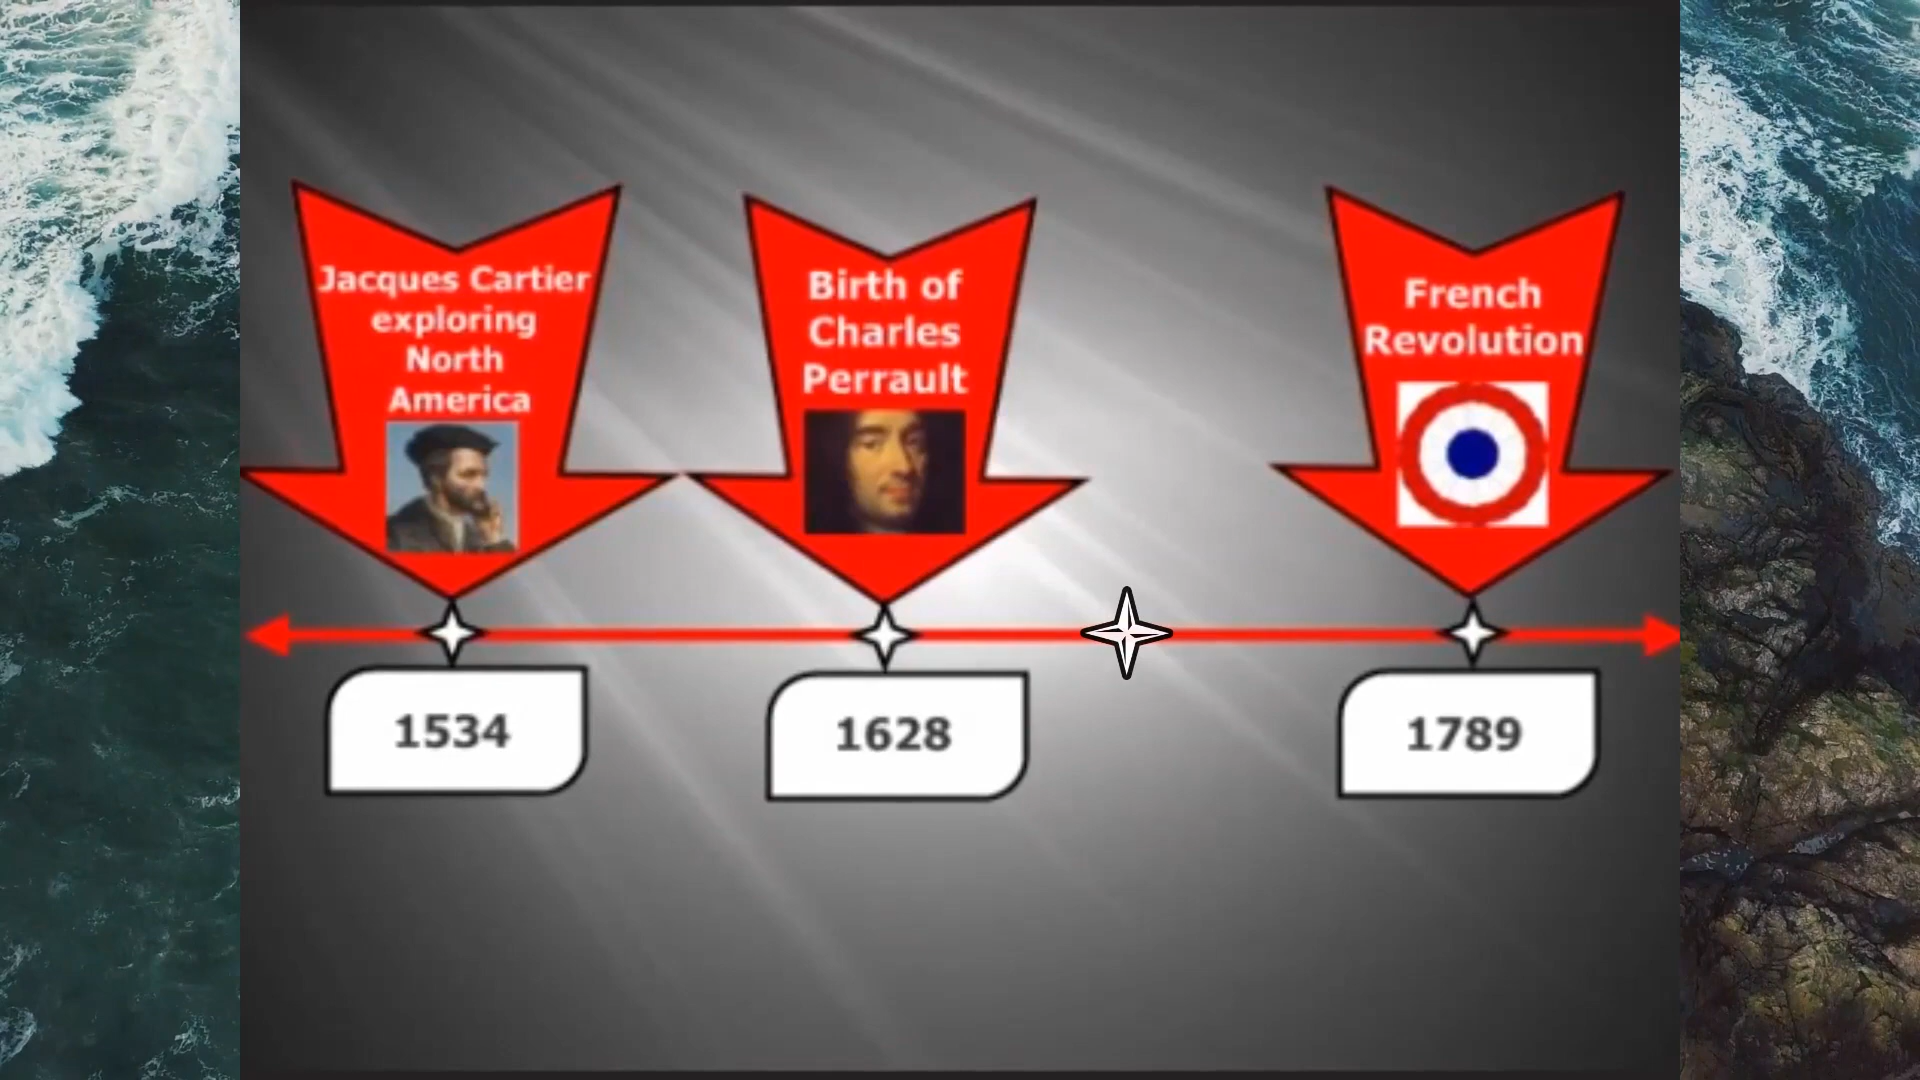 Jacques Cartier
exploring
North
America
Birth of
Charles
Perrault
French
Revolution
1534
1628
1789